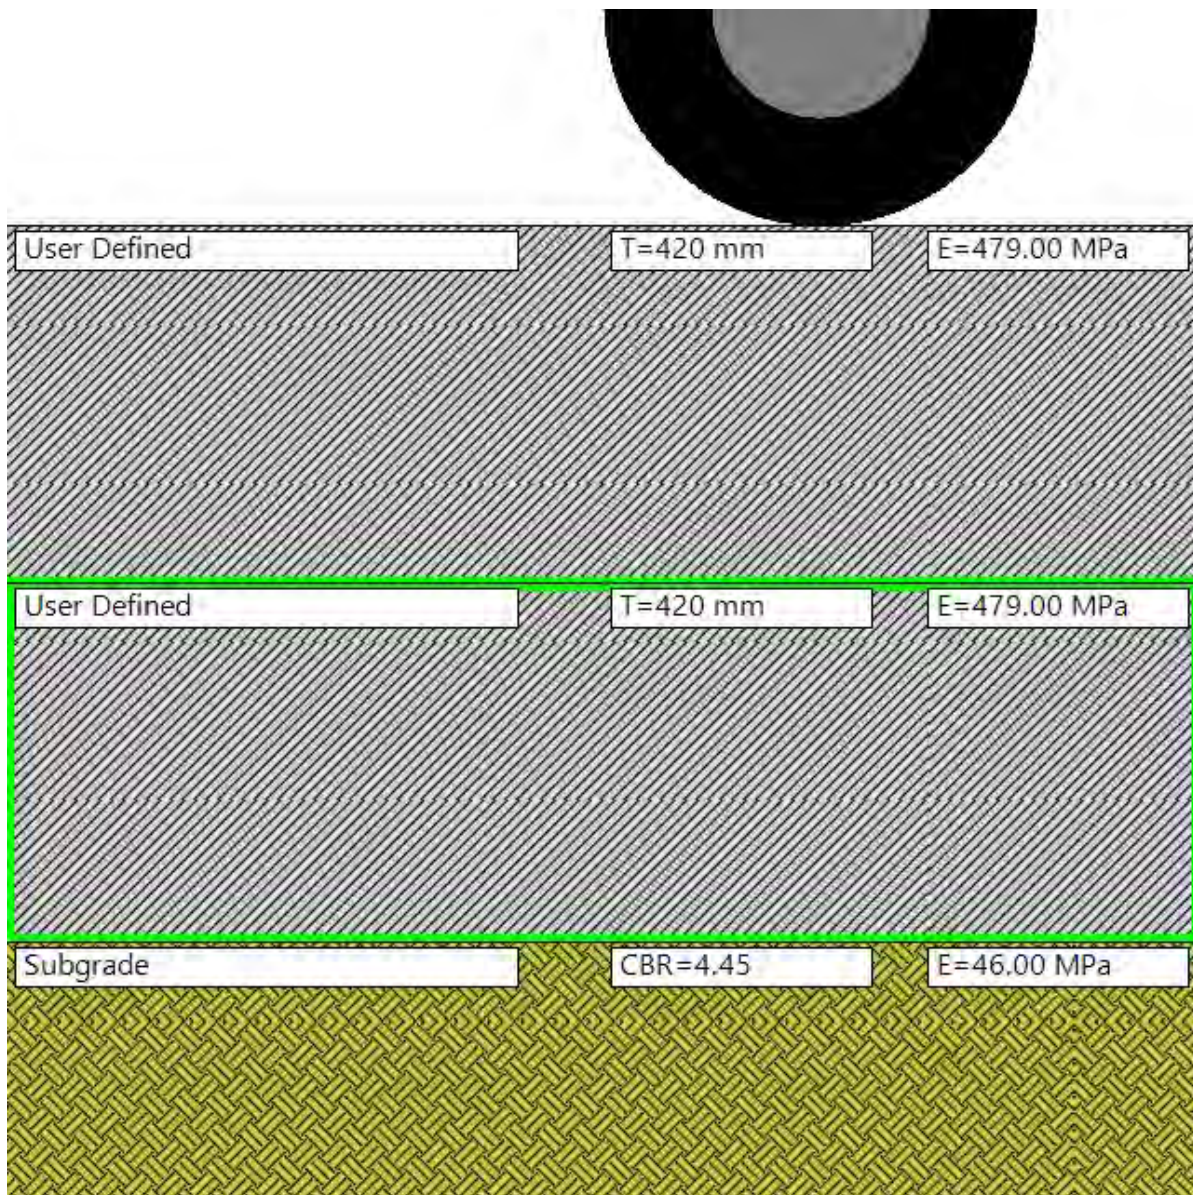 User Defined T=420 mm E=479.00 MPa
User Defined T=420 mm E=479.00 MPa
Subgrade CBR=4.45 E=46.00 MPa